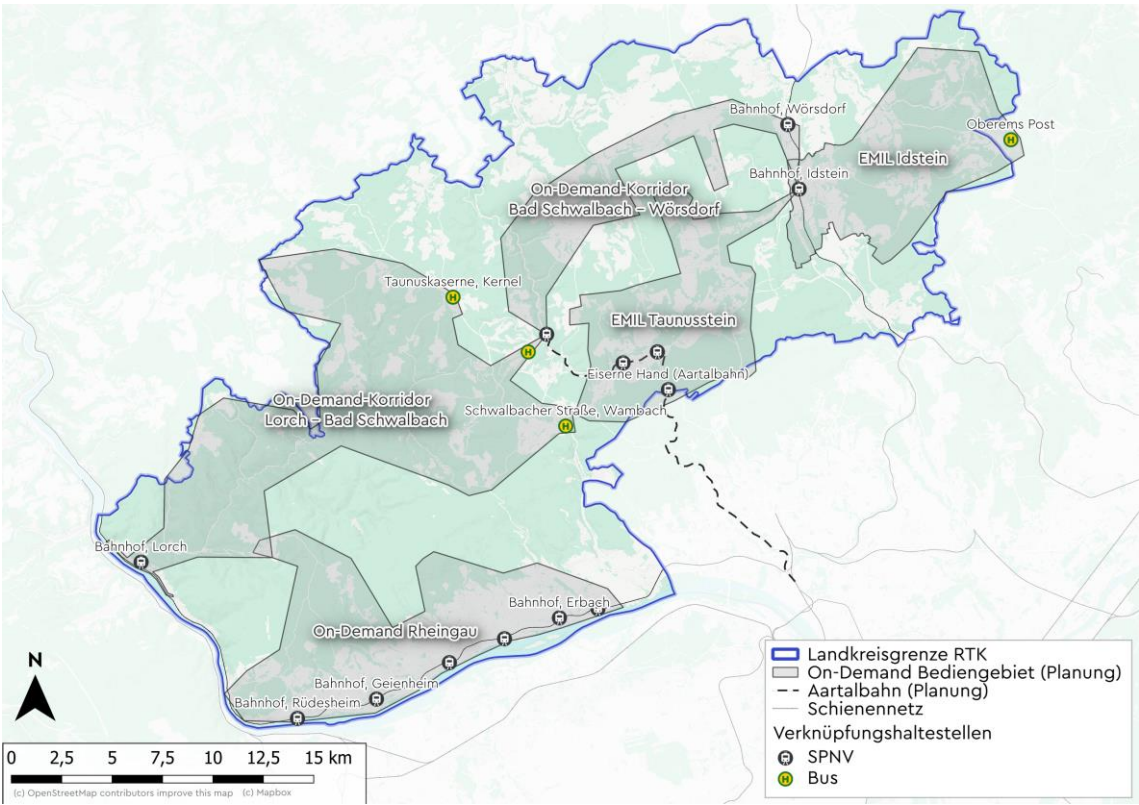 Bahnhof, Wörsdorf
Oberems Post
EMIL Idstein
Bahnhof, Idstein
On-Demand-Korridor
Bad Schwalbach – Wörsdorf
Taunuskaserne, Kernel
EMIL Taunusstein
Eiserne Hand (Aartalbahn)
On-Demand-Korridor
Lorch – Bad Schwalbach
Schwalbacher Straße, Wambach
Bahnhof, Lorch
Bahnhof, Erbach
On-Demand Rheingau
Bahnhof, Geienheim
Bahnhof, Rüdesheim
N
0 2,5 5 7,5 10 12,5 15 km
(c) OpenStreetMap contributors improve this map (c) Mapbox
Landkreisgrenze RTK
On-Demand Bediengebiet (Planung)
Aartalbahn (Planung)
Schienennetz
Verknüpfungshaltestellen
SPNV
H Bus
H
H
H
H